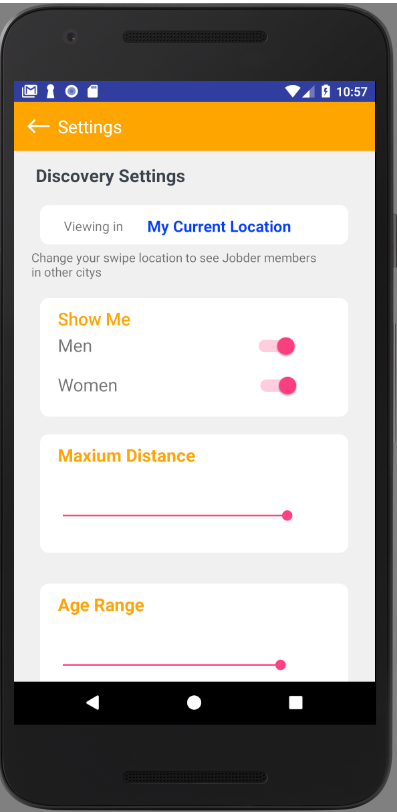 10:57
Settings
Discovery Settings
Viewing in My Current Location
Change your swipe location to see Jobder members
in other citys
Show Me
Men
Women
Maxium Distance
Age Range